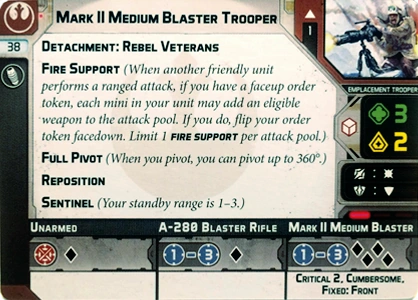 Mark II Medium Blaster Trooper
1
38
Detachment: Rebel Veterans
Fire Support (When another friendly unit
performs a ranged attack, if you have a faceup order
token, each mini in your unit may add an eligible
weapon to the attack pool. If you do, flip your order
token facedown. Limit 1 FIRE SUPPORT per attack pool.)
Full Pivot (When you pivot, you can pivot up to 360°.)
Reposition
Sentinel (Your standby range is 1–3.)
EMPLACEMENT TROOPER
3
2
Unarmed
A-280 Blaster Rifle
1–3
Mark II Medium Blaster
1–3
Critical 2, Cumbersome,
Fixed: Front